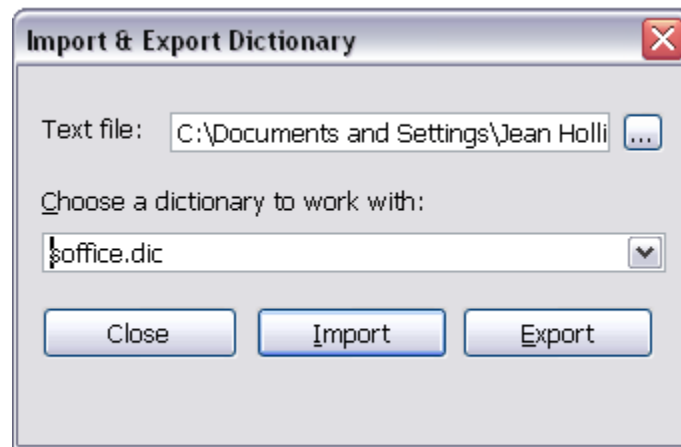 Import & Export Dictionary
Text file: C:\Documents and Settings\Jean Holli ...
Choose a dictionary to work with:
soffice.dic
Close Import Export